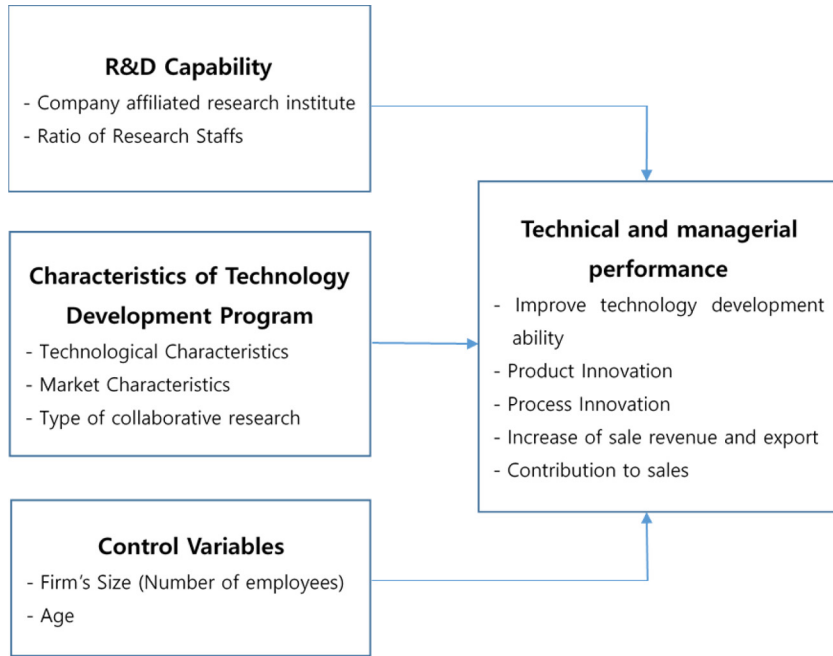 R&D Capability
- Company affiliated research institute
- Ratio of Research Staffs
Characteristics of Technology
Development Program
- Technological Characteristics
- Market Characteristics
- Type of collaborative research
Control Variables
- Firm's Size (Number of employees)
- Age
Technical and managerial
performance
- Improve technology development
ability
- Product Innovation
- Process Innovation
- Increase of sale revenue and export
- Contribution to sales